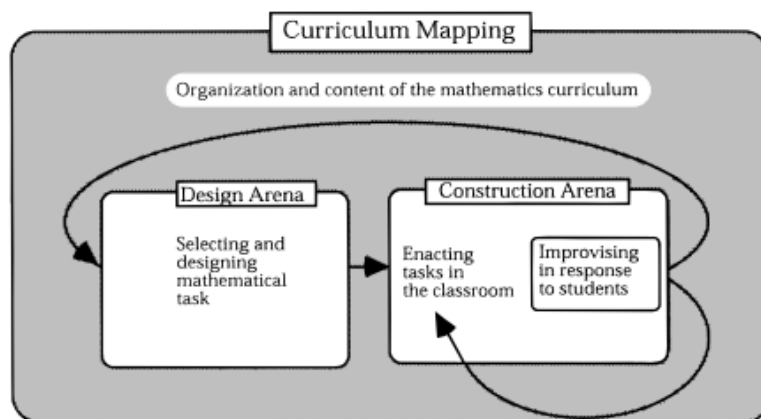 Curriculum Mapping
Organization and content of the mathematics curriculum
Design Arena
Selecting and
designing
mathematical
task
Construction Arena
Enacting
tasks in
the classroom
Improvising
in response
to students